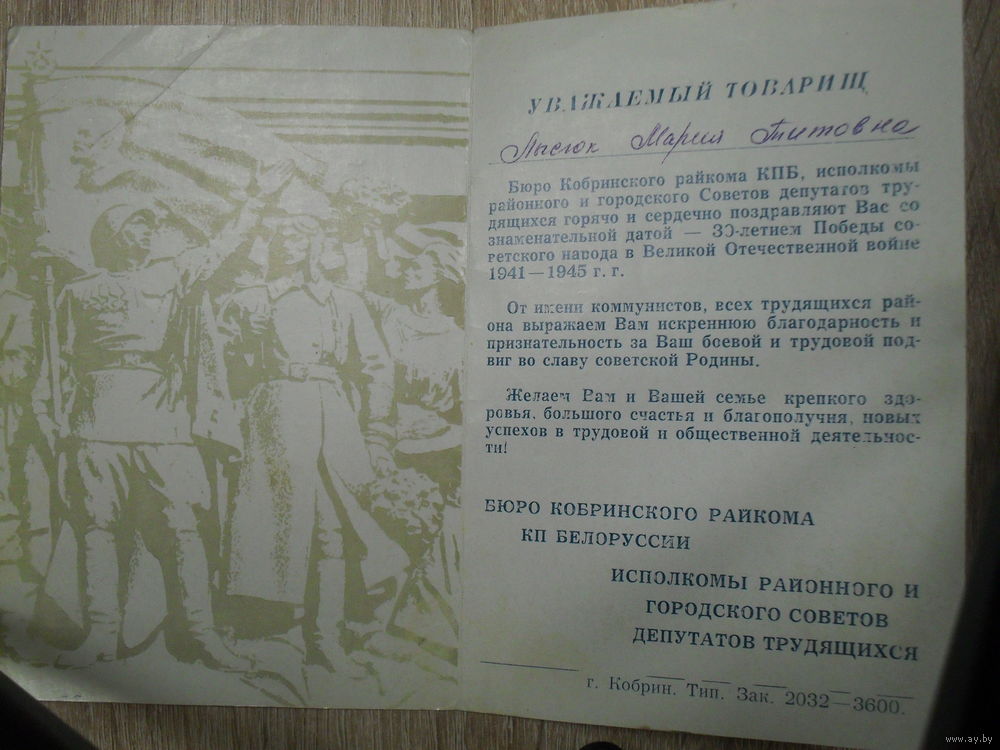 УВАЖАЕМЫЙ ТОВАРИЩ
Лысюк Мария Титовна
Бюро Кобринского райкома КПБ, исполкомы
районного и городского Советов депутатов тру-
дящихся горячо и сердечно поздравляют Вас со
знаменательной датой — 30-летием Победы со-
ветского народа в Великой Отечественной войне
1941—1945 г. г.
От имени коммунистов, всех трудящихся рай-
она выражаем Вам искреннюю благодарность и
признательность за Ваш боевой и трудовой под-
виг во славу советской Родины.
Желаем Вам и Вашей семье крепкого здо-
ровья, большого счастья и благополучия, новых
успехов в трудовой и общественной деятельнос-
ти!
БЮРО КОБРИНСКОГО РАЙКОМА
КП БЕЛОРУССИИ
ИСПОЛКОМЫ РАЙОННОГО И
ГОРОДСКОГО СОВЕТОВ
ДЕПУТАТОВ ТРУДЯЩИХСЯ
г. Кобрин. Тип. Зак. 2032—3600.
www.ay.by